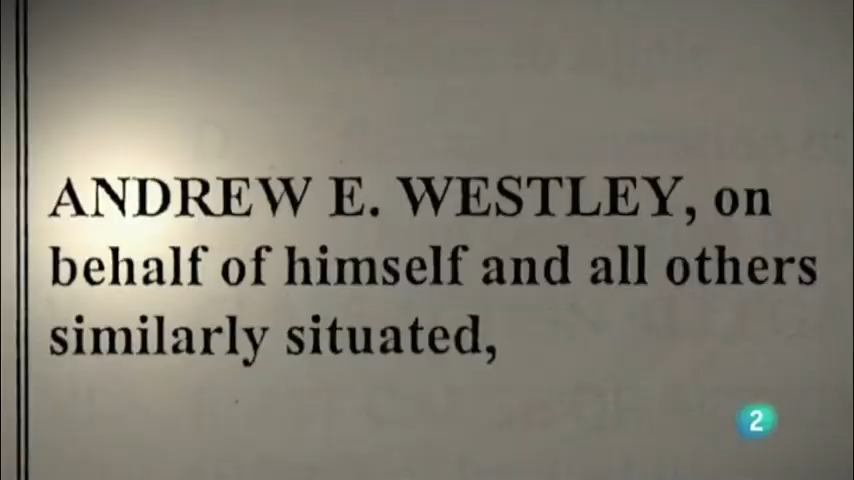 ANDREW E. WESTLEY, on
behalf of himself and all others
similarly situated,
2